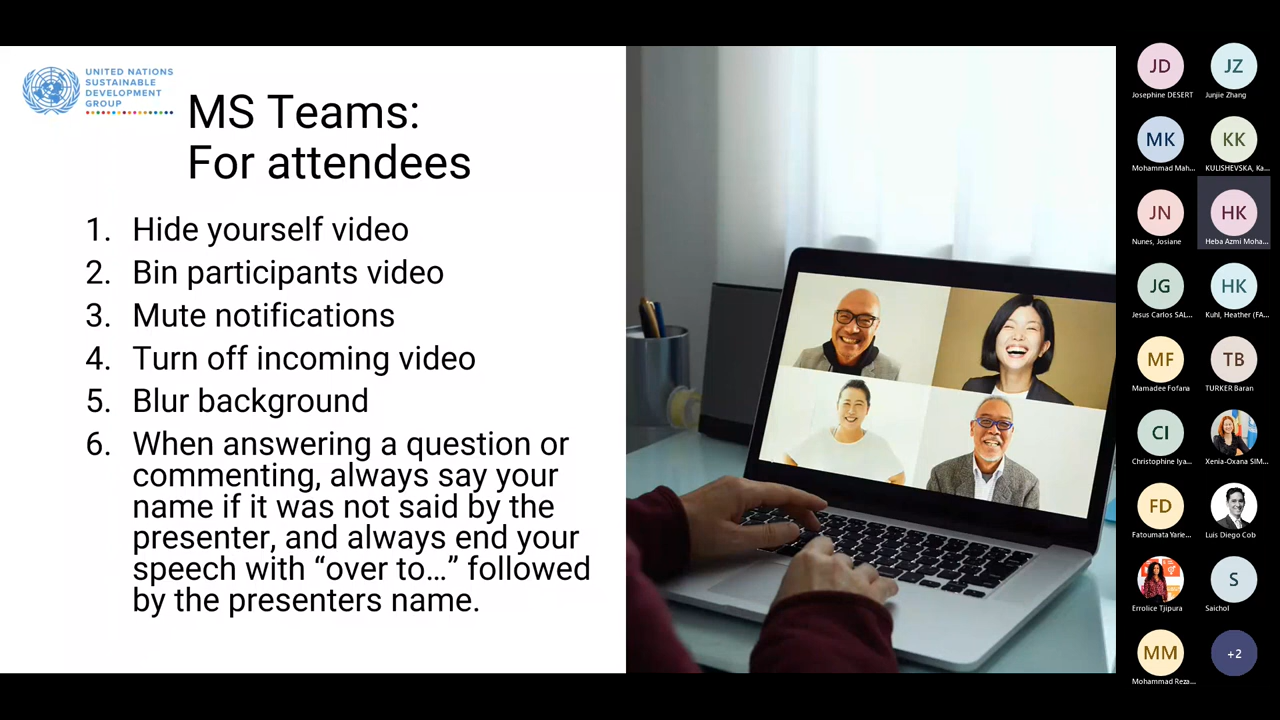 UNITED NATIONS
SUSTAINABLE
DEVELOPMENT
GROUP
MS Teams:
For attendees
1. Hide yourself video
2. Bin participants video
3. Mute notifications
4. Turn off incoming video
5. Blur background
6. When answering a question or
commenting, always say your
name if it was not said by the
presenter, and always end your
speech with “over to…” followed
by the presenters name.
JD JZ
Josephine DESERT Junjie Zhang
MK KK
Mohammad Mah... KULISHEVSKA, Ka...
JN HK
Nunes, Josiane Heba Azmi Moha...
JG HK
Jesus Carlos SAL... Kuhl, Heather (FA...
MF TB
Mamadee Fofana TURKER Baran
CI
Christophine Iya... Xenia-Oxana SIM...
FD
Fatoumata Yarie... Luis Diego Cob
S
Errolice Tjipura Saichol
MM +2
Mohammad Reza...